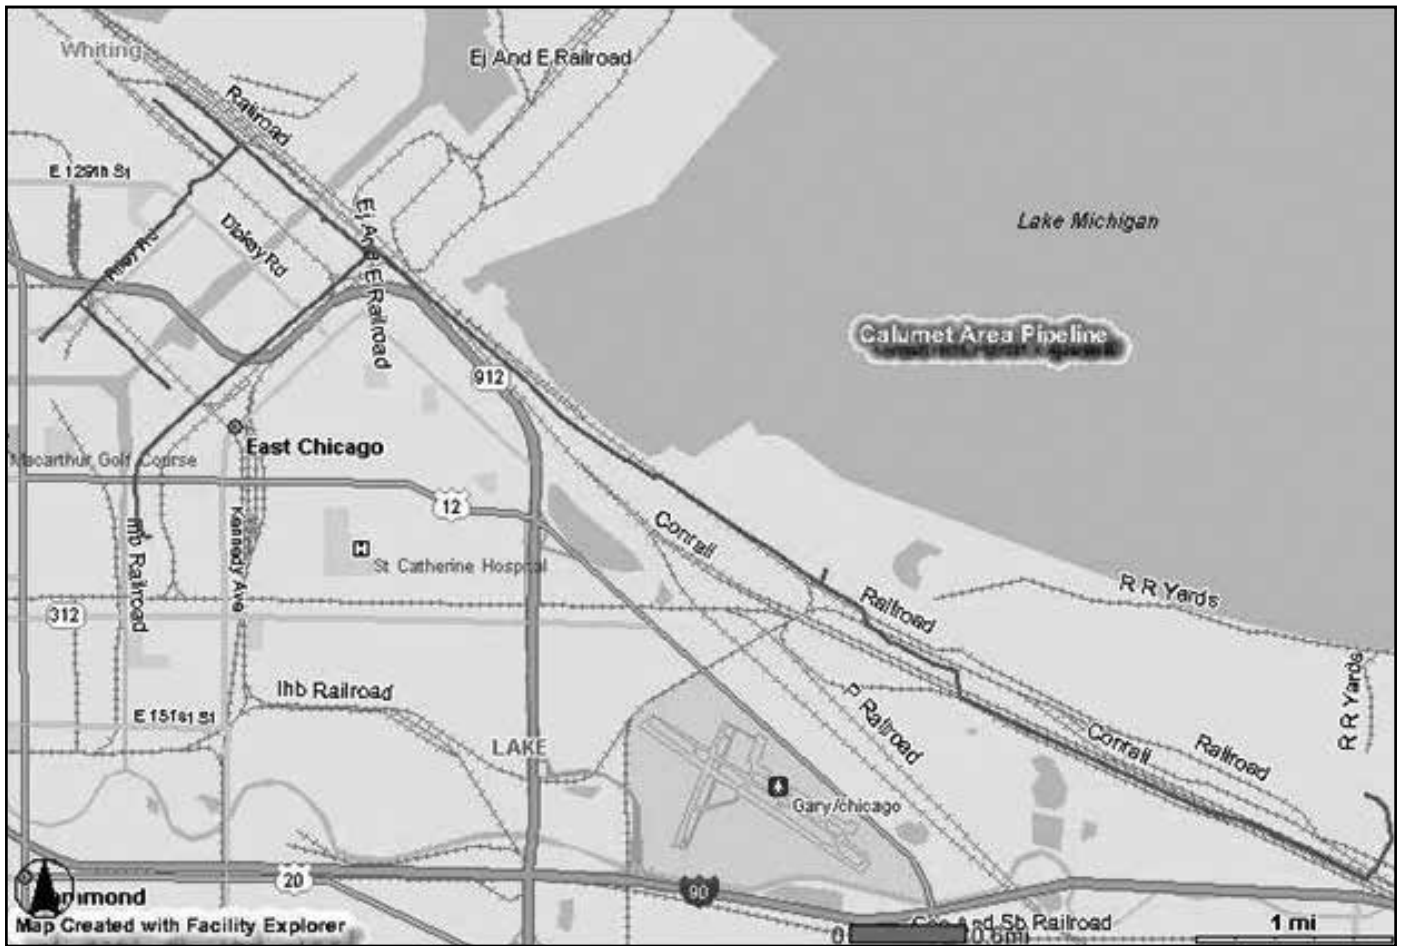 Whiting
Ej And E Railroad
Railroad
E 129th St
Lake Michigan
Ej And E Railroad
Dickey Rd
Riley Rd
Calumet Area Pipeline
912
East Chicago
Macarthur Golf Course
12
Conrail
Kennedy Ave
Ihb Railroad
H
St Catherine Hospital
R R Yards
Railroad
312
R R Yards
Ihb Railroad
P Railroad
E 151st St
Conrail
Railroad
LAKE
Gary/chicago
20
90
mmond
Map Created with Facility Explorer
And Sb Railroad
1 mi
0
0.6mi